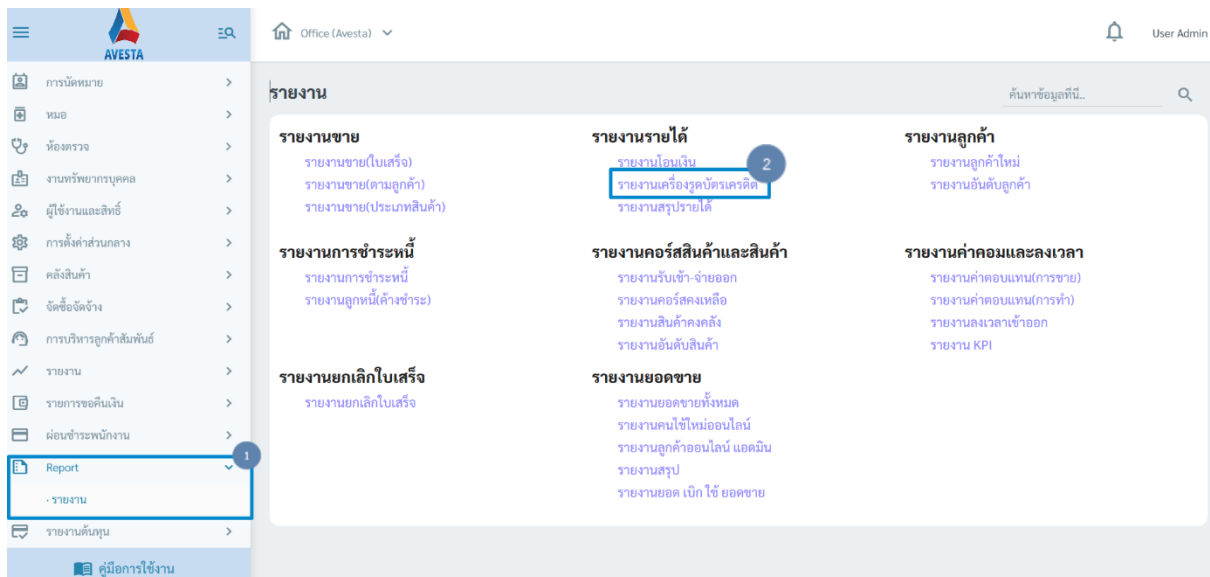 AVESTA
Office (Avesta)
User Admin
การนัดหมาย
หมอ
ห้องตรวจ
งานทรัพยากรบุคคล
ผู้ใช้งานและสิทธิ์
การตั้งค่าส่วนกลาง
คลังสินค้า
จัดซื้อจัดจ้าง
การบริหารลูกค้าสัมพันธ์
รายงาน
รายการขอคืนเงิน
ผ่อนชำระพนักงาน
1
Report
· รายงาน
รายงานต้นทุน
คู่มือการใช้งาน
รายงาน
ค้นหาข้อมูลที่นี่..
รายงานขาย
รายงานขาย(ใบเสร็จ)
รายงานขาย(ตามลูกค้า)
รายงานขาย(ประเภทสินค้า)
รายงานรายได้
รายงานโอนเงิน
2
รายงานเครื่องรูดบัตรเครดิต
รายงานสรุปรายได้
รายงานลูกค้า
รายงานลูกค้าใหม่
รายงานอันดับลูกค้า
รายงานการชำระหนี้
รายงานการชำระหนี้
รายงานลูกหนี้(ค้างชำระ)
รายงานคอร์สสินค้าและสินค้า
รายงานรับเข้า-จ่ายออก
รายงานคอร์สคงเหลือ
รายงานสินค้าคงคลัง
รายงานอันดับสินค้า
รายงานค่าคอมและลงเวลา
รายงานค่าตอบแทน(การขาย)
รายงานค่าตอบแทน(การทำ)
รายงานลงเวลาเข้าออก
รายงาน KPI
รายงานยกเลิกใบเสร็จ
รายงานยกเลิกใบเสร็จ
รายงานยอดขาย
รายงานยอดขายทั้งหมด
รายงานคนไข้ใหม่ออนไลน์
รายงานลูกค้าออนไลน์ แอดมิน
รายงานสรุป
รายงานยอด เบิก ใช้ ยอดขาย